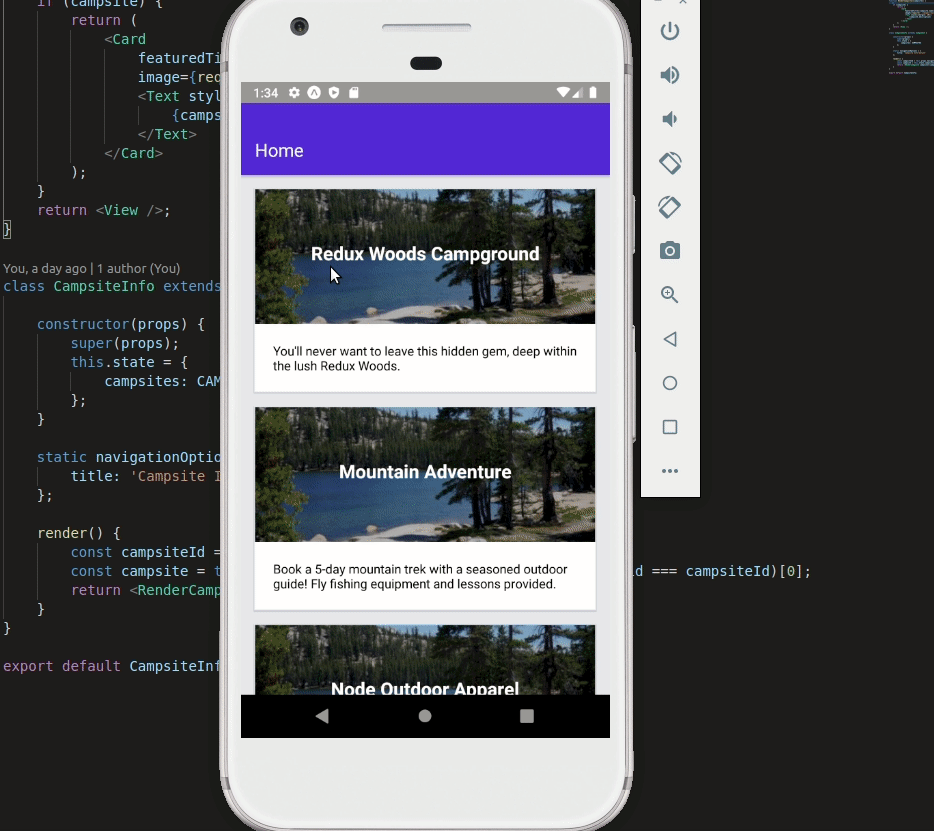 if (campsite) {
return (
<Card
featuredTi
image={req
<Text styl
{camps
</Text>
</Card>
);
}
return <View />;
}
You, a day ago | 1 author (You)
class CampsiteInfo extends
constructor(props) {
super(props);
this.state = {
campsites: CAM
};
}
static navigationOptio
title: 'Campsite I
};
render() {
const campsiteId =
const campsite = t
d === campsiteId)[0];
return <RenderCamp
}
}
export default CampsiteInf
1:34
Home
Redux Woods Campground
You'll never want to leave this hidden gem, deep within
the lush Redux Woods.
Mountain Adventure
Book a 5-day mountain trek with a seasoned outdoor
guide! Fly fishing equipment and lessons provided.
Node Outdoor Apparel